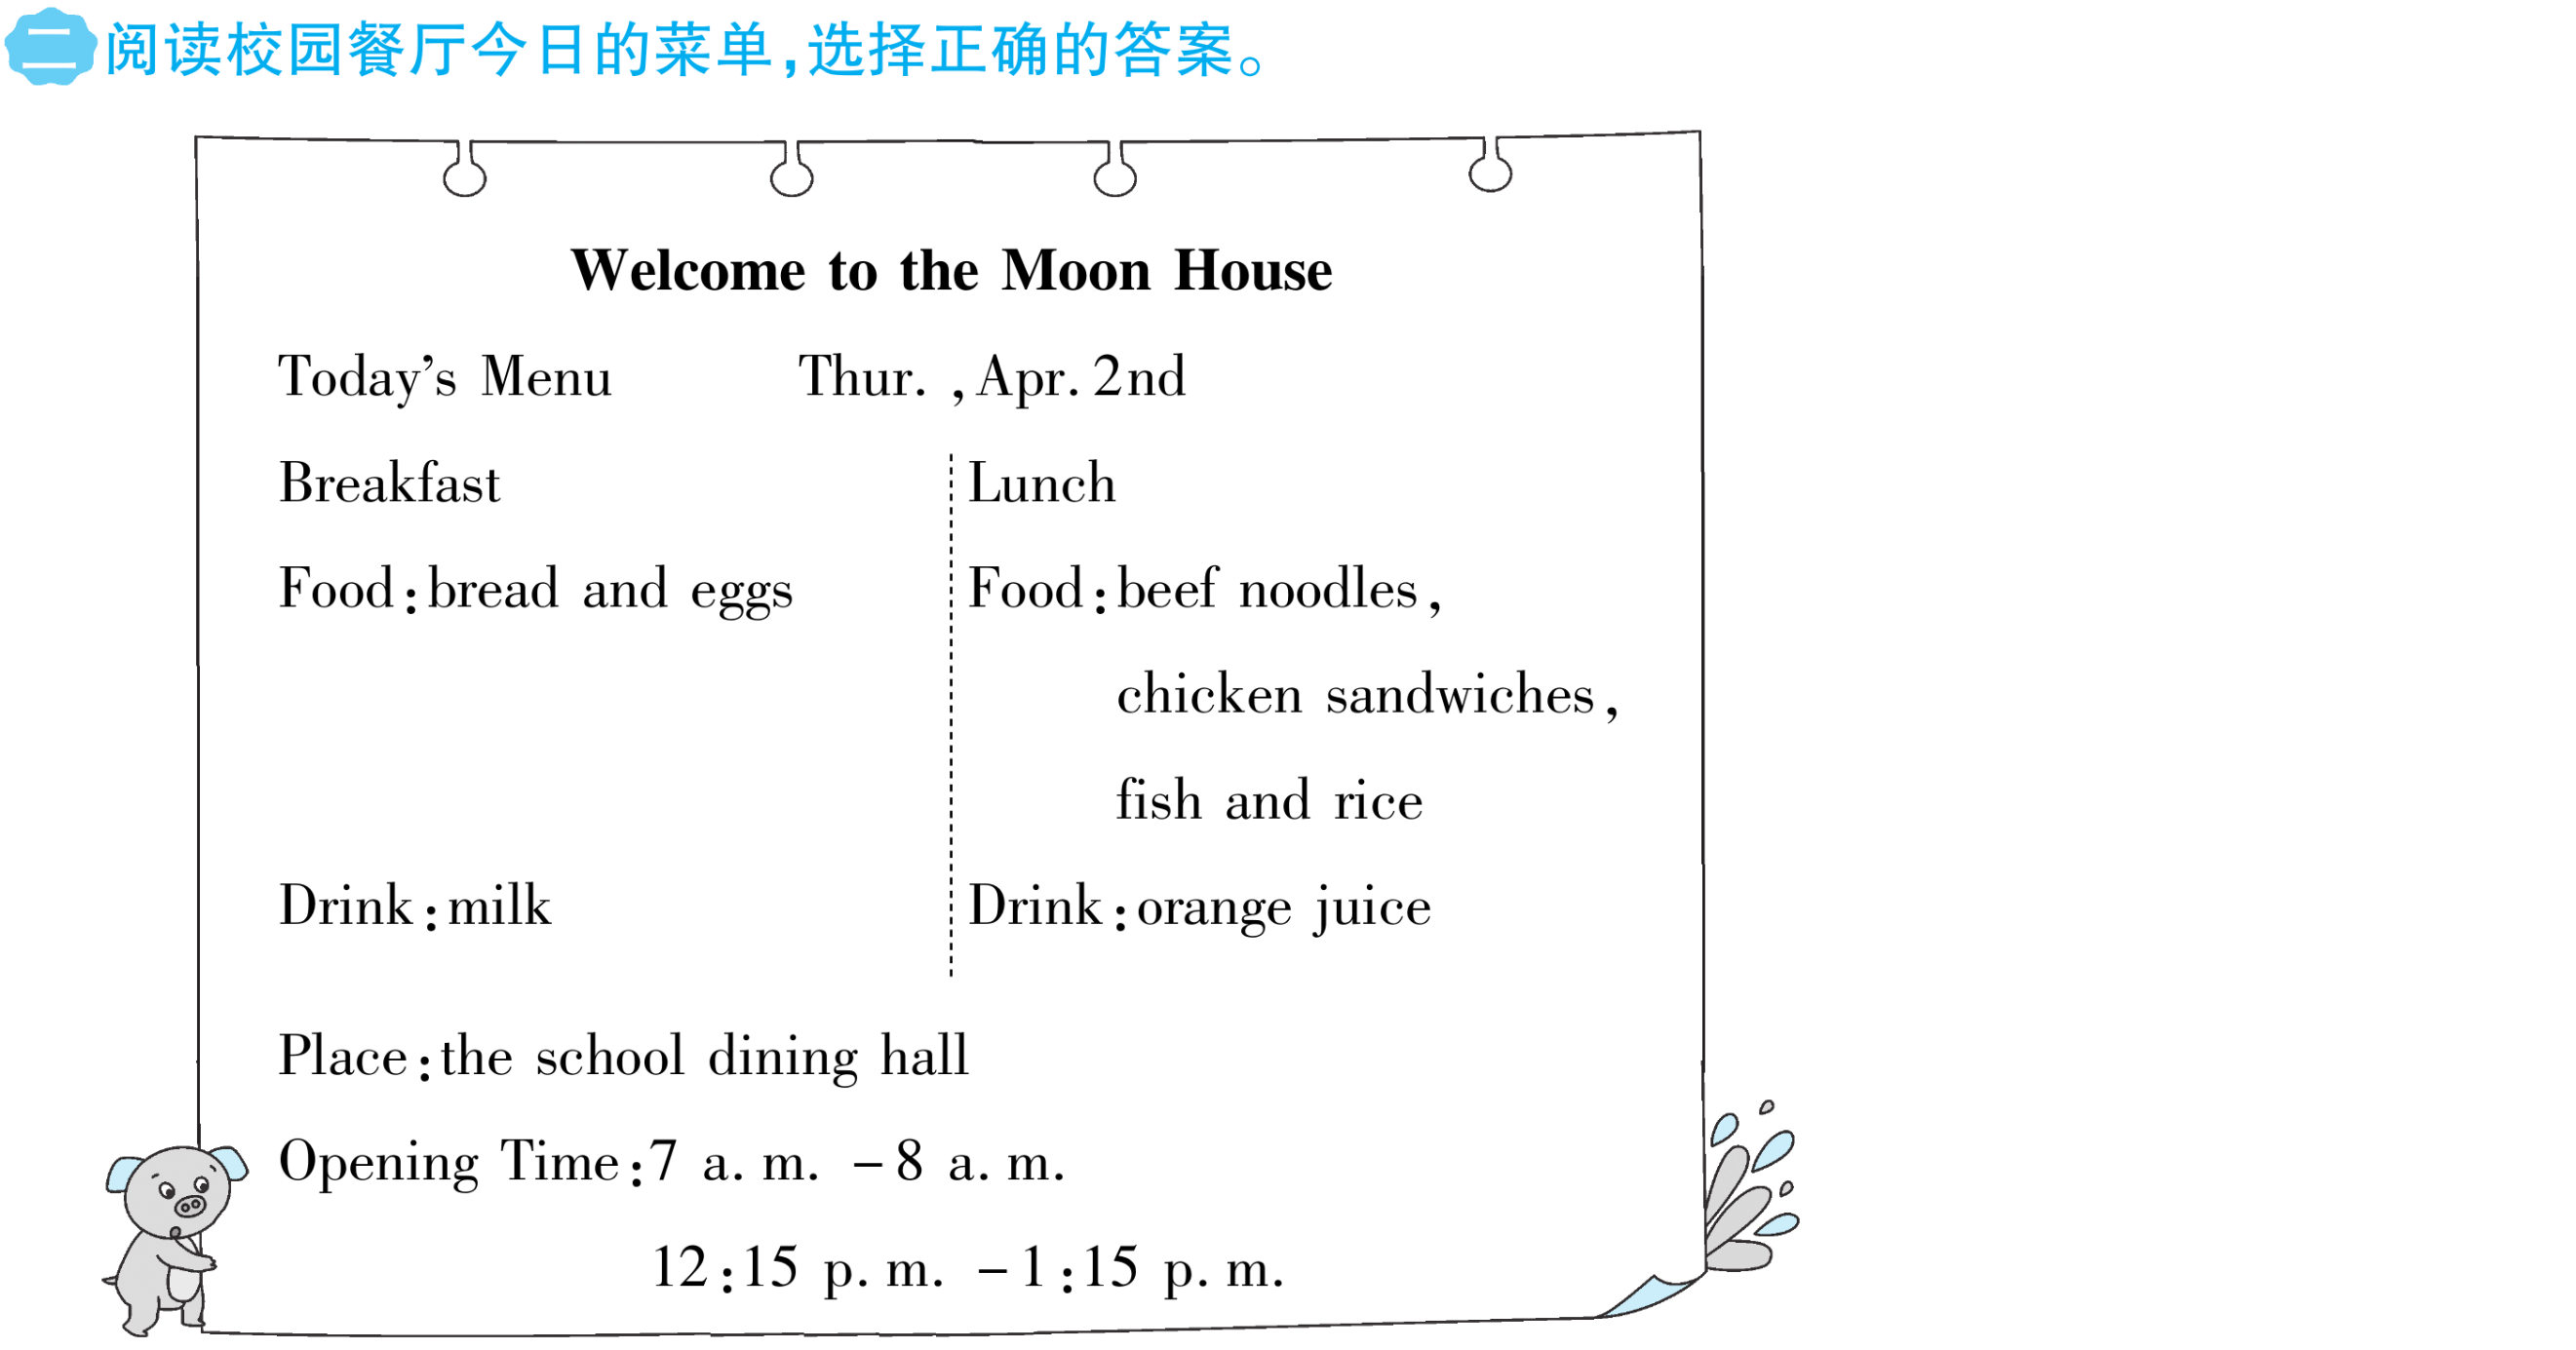 二 阅读校园餐厅今日的菜单,选择正确的答案。
Welcome to the Moon House
Today's Menu Thur. , Apr. 2nd
Breakfast
Food:bread and eggs
Drink:milk
Lunch
Food:beef noodles,
chicken sandwiches,
fish and rice
Drink:orange juice
Place:the school dining hall
Opening Time:7 a. m. –8 a. m.
12:15 p. m. –1:15 p. m.